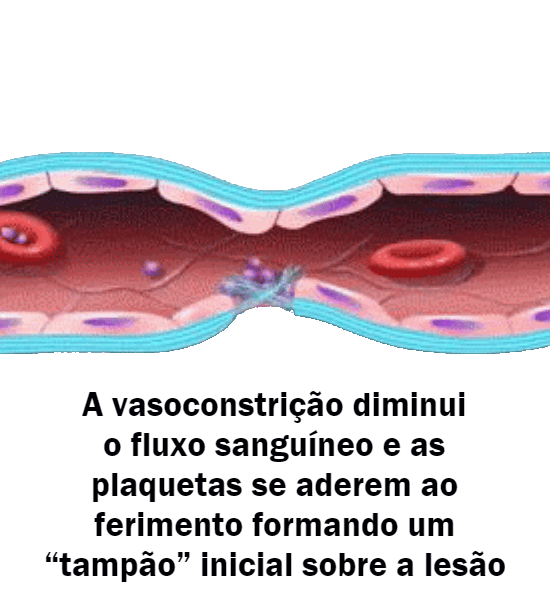 A vasoconstrição diminui
o fluxo sanguíneo e as
plaquetas se aderem ao
ferimento formando um
“tampão” inicial sobre a lesão